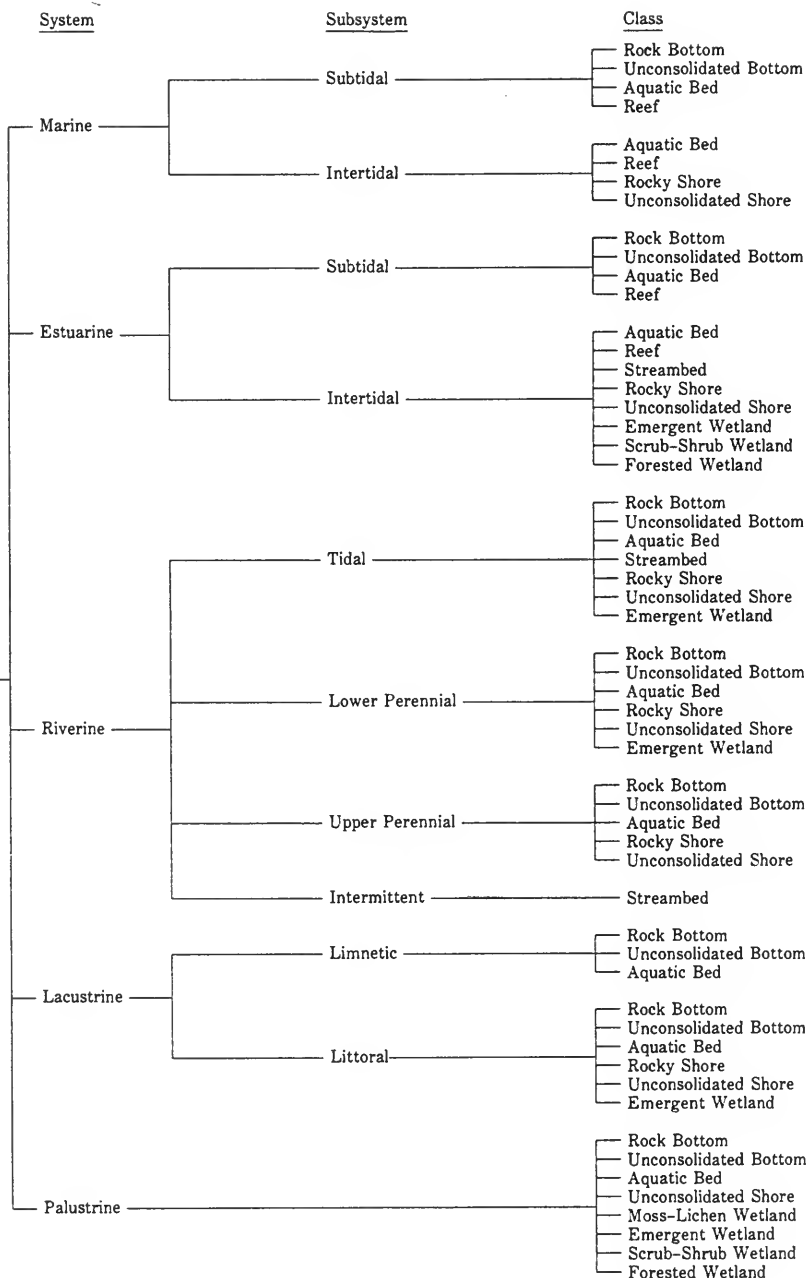 System Subsystem Class
Rock Bottom
Unconsolidated Bottom
Subtidal
Aquatic Bed
Reef
Marine
Aquatic Bed
Reef
Intertidal
Rocky Shore
Unconsolidated Shore
Rock Bottom
Unconsolidated Bottom
Subtidal
Aquatic Bed
Reef
Estuarine
Aquatic Bed
Reef
Streambed
Rocky Shore
Intertidal
Unconsolidated Shore
Emergent Wetland
Scrub-Shrub Wetland
Forested Wetland
Rock Bottom
Unconsolidated Bottom
Aquatic Bed
Tidal
Streambed
Rocky Shore
Unconsolidated Shore
Emergent Wetland
Rock Bottom
Unconsolidated Bottom
Aquatic Bed
Lower Perennial
Rocky Shore
Riverine
Unconsolidated Shore
Emergent Wetland
Rock Bottom
Unconsolidated Bottom
Upper Perennial
Aquatic Bed
Rocky Shore
Unconsolidated Shore
Intermittent
Streambed
Rock Bottom
Limnetic
Unconsolidated Bottom
Aquatic Bed
Lacustrine
Rock Bottom
Unconsolidated Bottom
Aquatic Bed
Littoral
Rocky Shore
Unconsolidated Shore
Emergent Wetland
Rock Bottom
Unconsolidated Bottom
Aquatic Bed
Unconsolidated Shore
Palustrine
Moss-Lichen Wetland
Emergent Wetland
Scrub-Shrub Wetland
Forested Wetland